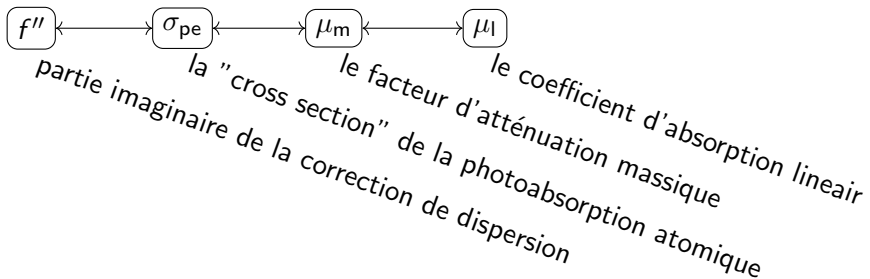 f″ σpe μm μl
partie imaginaire de la correction de dispersion
la ”cross section” de la photoabsorption atomique
le facteur d'atténuation massique
le coefficient d'absorption lineair